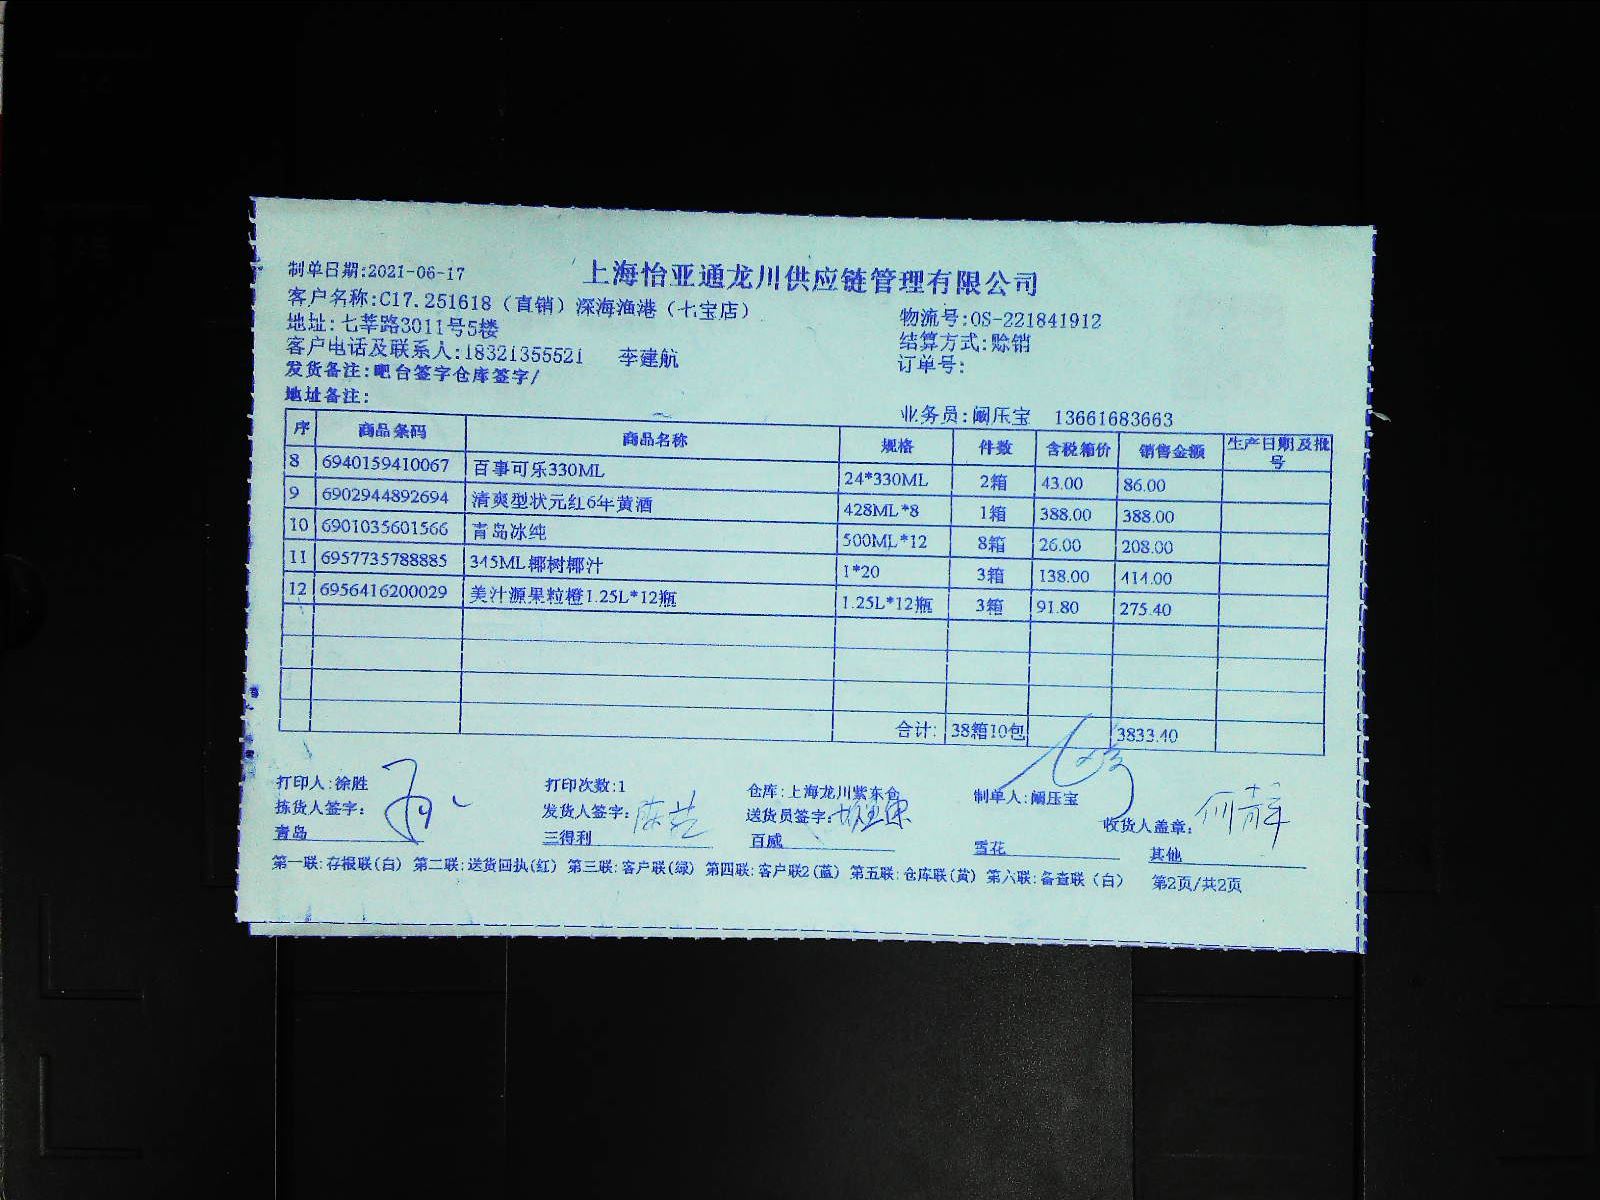 上海怡亚通龙川供应链管理有限公司
制单日期:2021-06-17
客户名称:C17.251618（直销）深海渔港（七宝店）
物流号:OS-221841912
地址:七莘路3011号5楼
结算方式:赊销
客户电话及联系人:18321355521 李建航
订单号:
发货备注:吧台签字仓库签字/
地址备注:
业务员:阚压宝 13661683663
序 商品条码 商品名称 规格 件数 含税箱价 销售金额 生产日期及批号
8 6940159410067 百事可乐330ML 24*330ML 2箱 43.00 86.00
9 6902944892694 清爽型状元红6年黄酒 428ML*8 1箱 388.00 388.00
10 6901035601566 青岛冰纯 500ML*12 8箱 26.00 208.00
11 6957735788885 345ML椰树椰汁 1*20 3箱 138.00 414.00
12 6956416200029 美汁源果粒橙1.25L*12瓶 1.25L*12瓶 3箱 91.80 275.40
合计: 38箱10包 3833.40
打印人:徐胜 打印次数:1 仓库:上海龙川紫东仓 制单人:阚压宝
拣货人签字: 发货人签字: 送货员签字: 收货人盖章:
青岛 三得利 百威 雪花 其他
第一联:存根联(白) 第二联:送货回执(红) 第三联:客户联(绿) 第四联:客户联2(蓝) 第五联:仓库联(黄) 第六联:备查联(白) 第2页/共2页